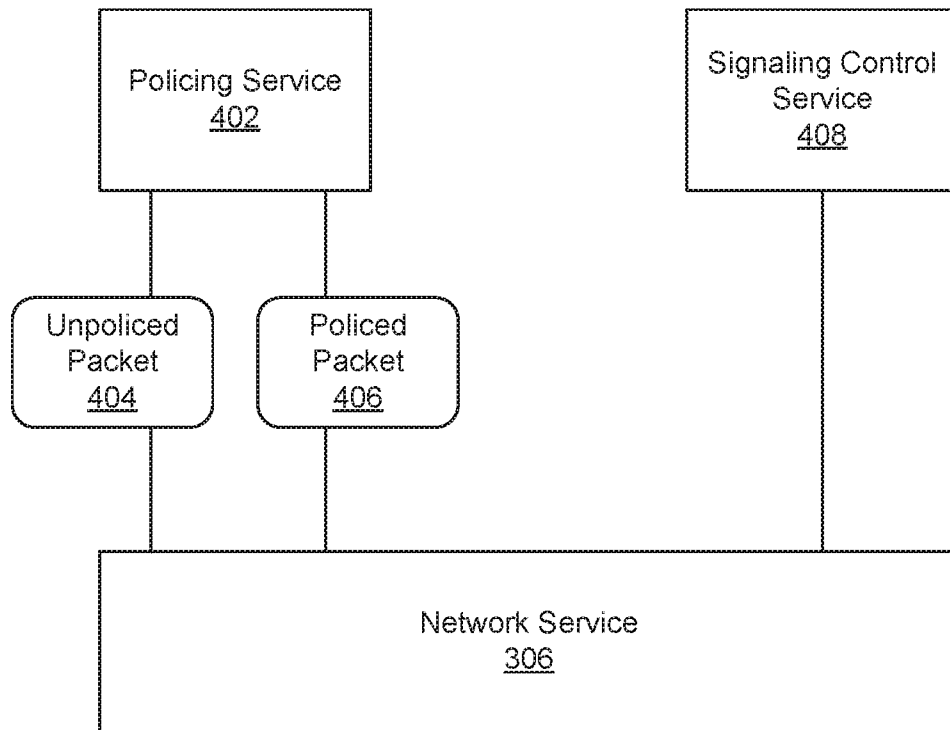 Policing Service
402
Signaling Control
Service
408
Unpoliced
Packet
404
Policed
Packet
406
Network Service
306